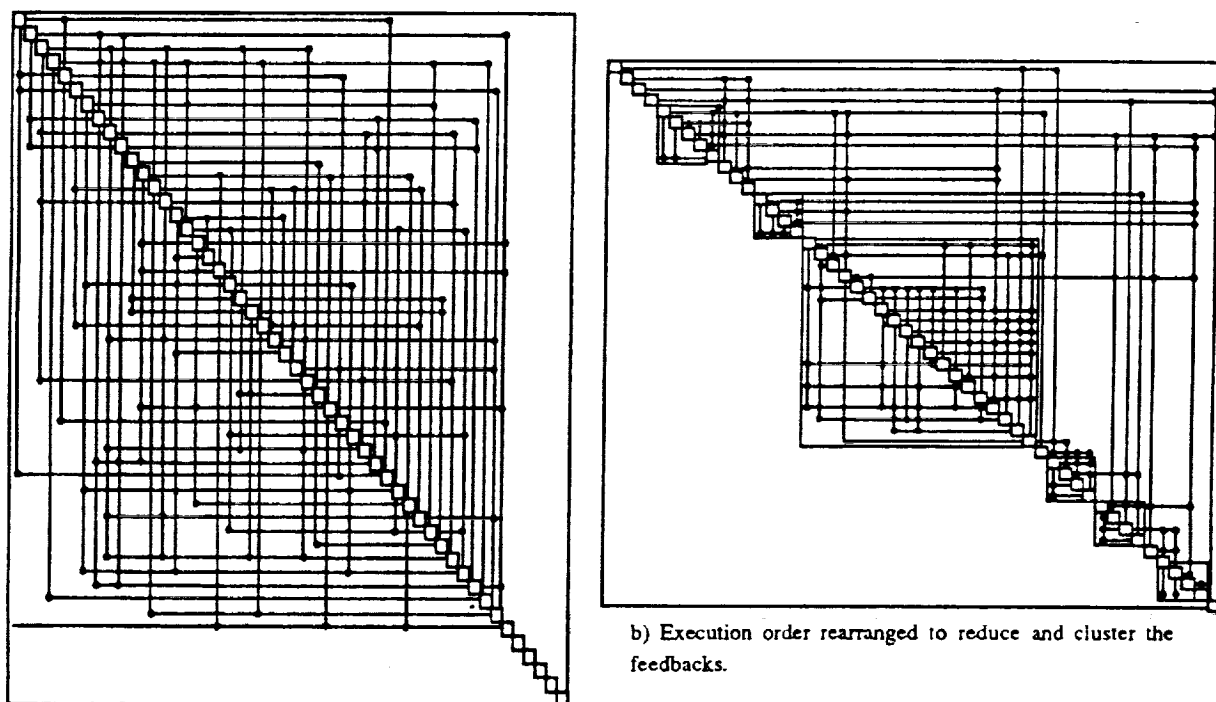 b) Execution order rearranged to reduce and cluster the
feedbacks.